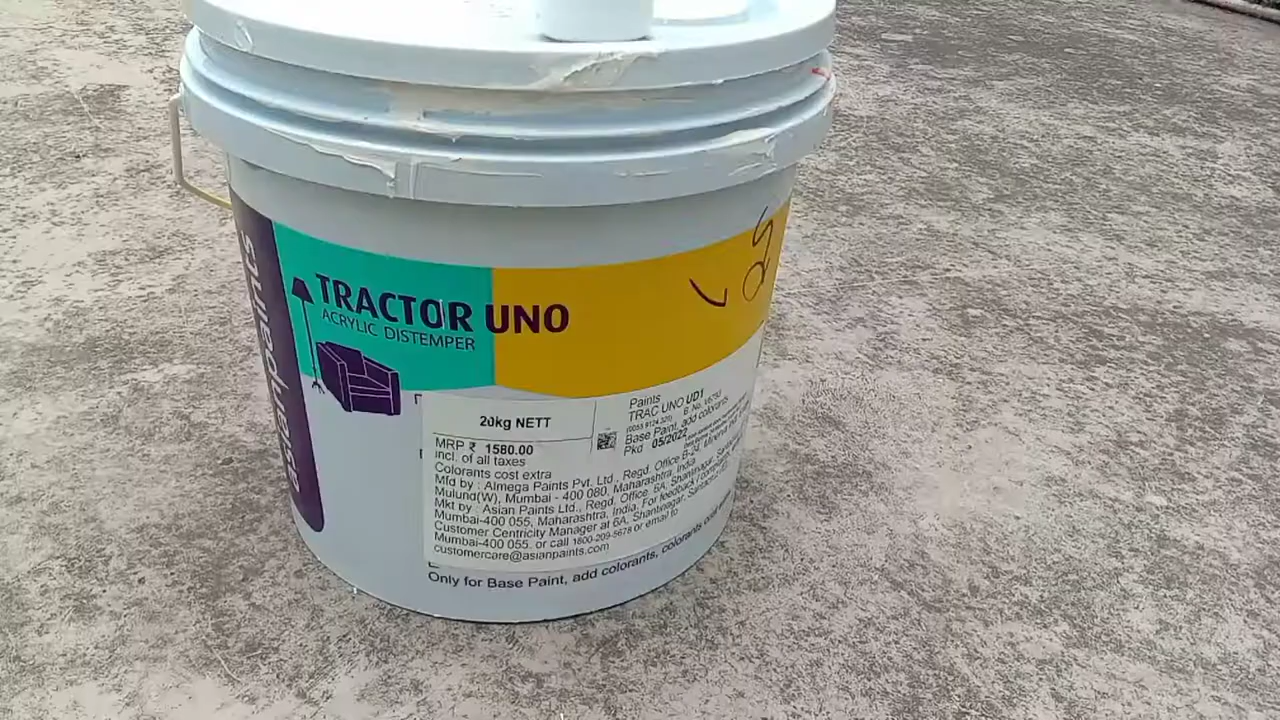 asianpaints
TRACTOR UNO
ACRYLIC DISTEMPER
20kg NETT
MRP ₹ 1580.00
incl. of all taxes
Colorants cost extra
Mfd by : Almega Paints Pvt. Ltd., Regd. Office B-24,
Mulund(W), Mumbai - 400 080, Maharashtra, India
Mkt by : Asian Paints Ltd., Regd. Office 6A, Shantinagar,
Mumbai-400 055, Maharashtra, India. For feedback /
Customer Centricity Manager at 6A, Shantinagar,
Mumbai-400 055. or call 1800-209-5678 or email to
customercare@asianpaints.com
Paints
TRAC UNO UD1
Base Paint, add colorants
Pkd 05/2022
Only for Base Paint, add colorants, colorants